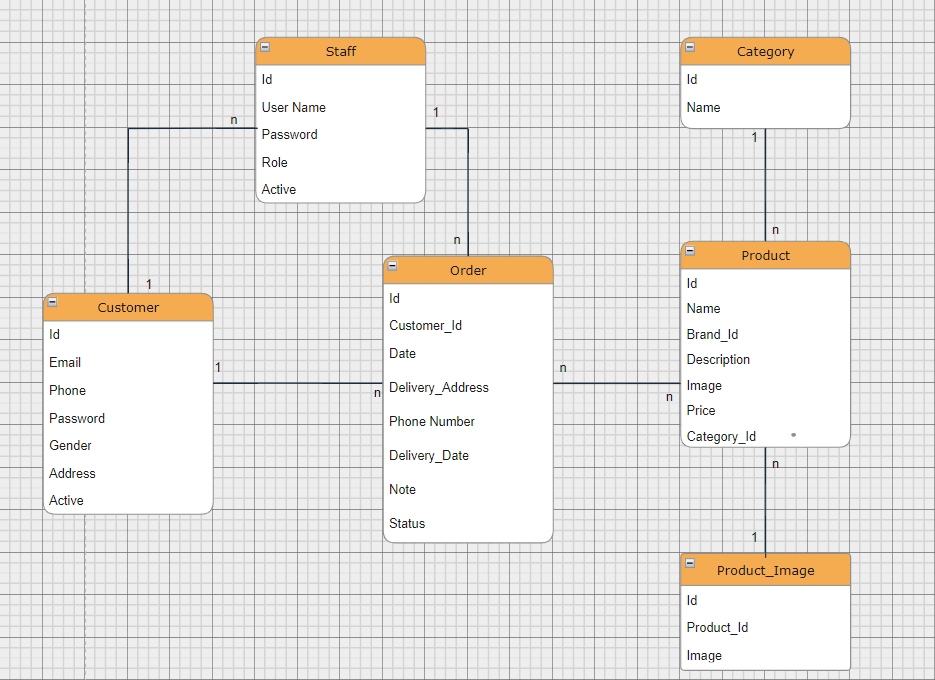 Staff
Id
User Name
Password
Role
Active
n
1
1
n
Category
Id
Name
1
n
Customer
Id
Email
Phone
Password
Gender
Address
Active
1
n
Order
Id
Customer_Id
Date
Delivery_Address
Phone Number
Delivery_Date
Note
Status
n
n
Product
Id
Name
Brand_Id
Description
Image
Price
Category_Id
n
1
Product_Image
Id
Product_Id
Image